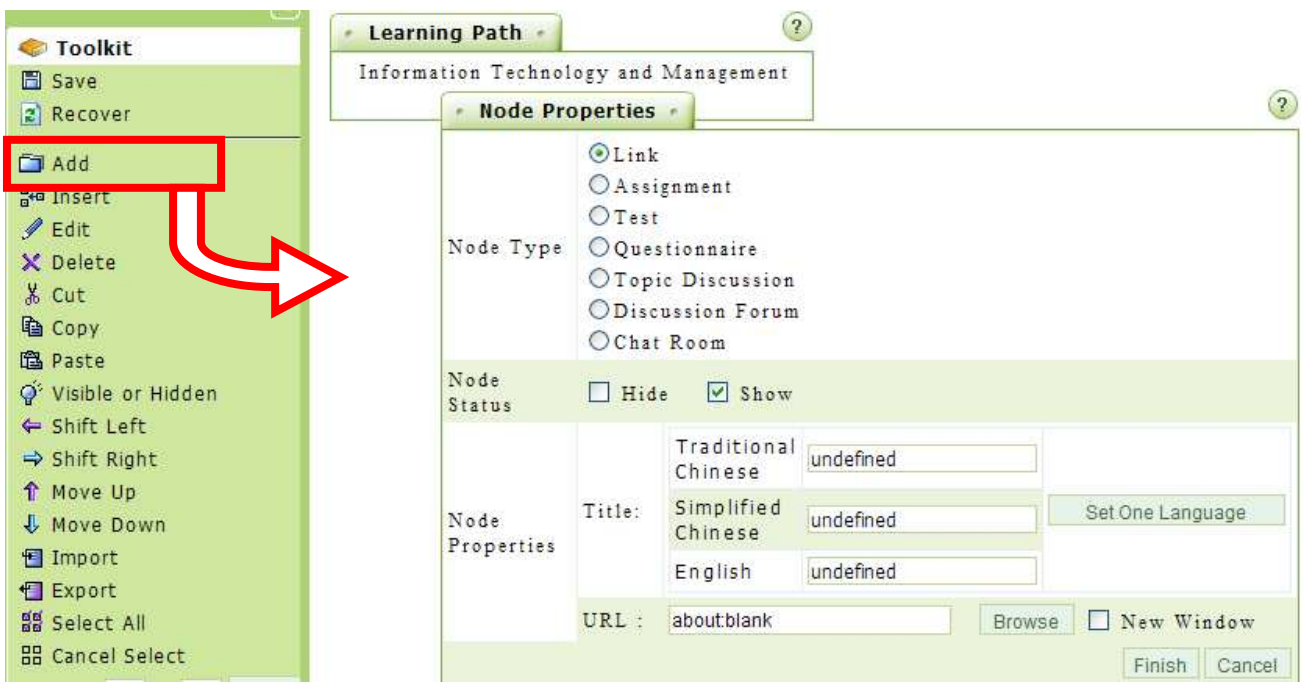 Toolkit
Save
Recover
Add
Insert
Edit
Delete
Cut
Copy
Paste
Visible or Hidden
Shift Left
Shift Right
Move Up
Move Down
Import
Export
Select All
Cancel Select
Learning Path
?
Information Technology and Management
Node Properties
?
Node Type
Link
Assignment
Test
Questionnaire
Topic Discussion
Discussion Forum
Chat Room
Node
Status
Hide
Show
Node
Properties
Title:
Traditional
Chinese
undefined
Simplified
Chinese
undefined
English
undefined
Set One Language
URL :
about:blank
Browse
New Window
Finish
Cancel